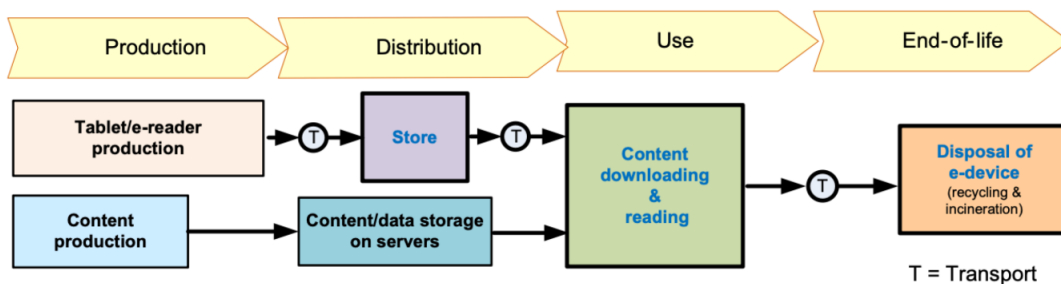 Production
Distribution
Use
End-of-life
Tablet/e-reader
production
T
Store
T
Content
downloading
&
reading
T
Disposal of
e-device
(recycling &
incineration)
Content
production
Content/data storage
on servers
T = Transport